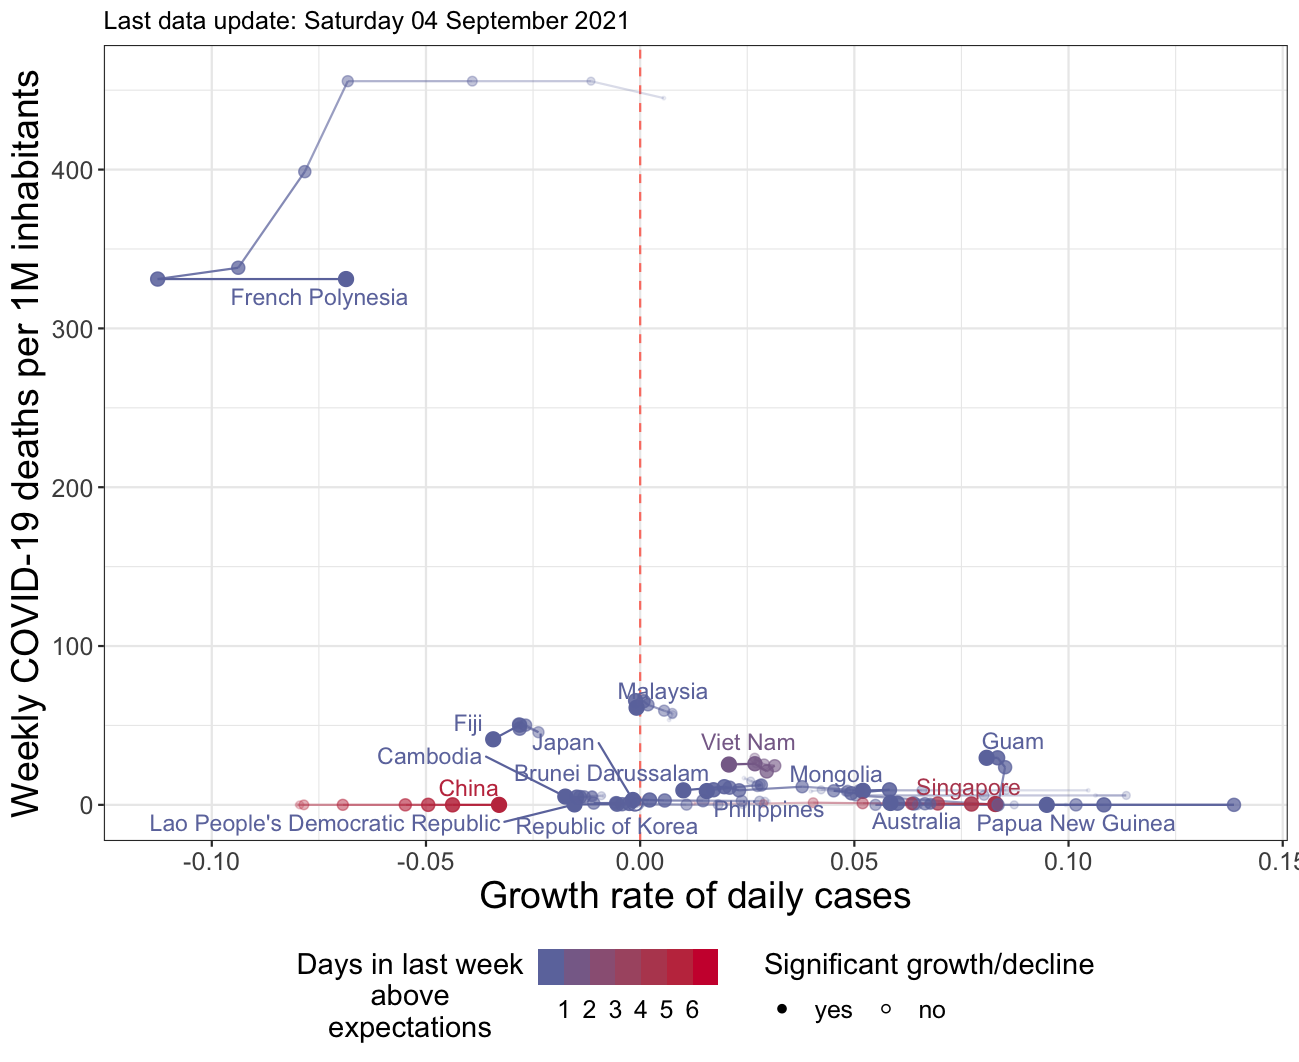 Last data update: Saturday 04 September 2021
Weekly COVID-19 deaths per 1M inhabitants
400
300
200
100
0
French Polynesia
Malaysia
Fiji
Japan
Viet Nam
Guam
Cambodia
Brunei Darussalam
Mongolia
China
Singapore
Philippines
Lao People's Democratic Republic
Republic of Korea
Australia
Papua New Guinea
-0.10
-0.05
0.00
0.05
0.10
0.15
Growth rate of daily cases
Days in last week
above
expectations
1 2 3 4 5 6
Significant growth/decline
yes
no